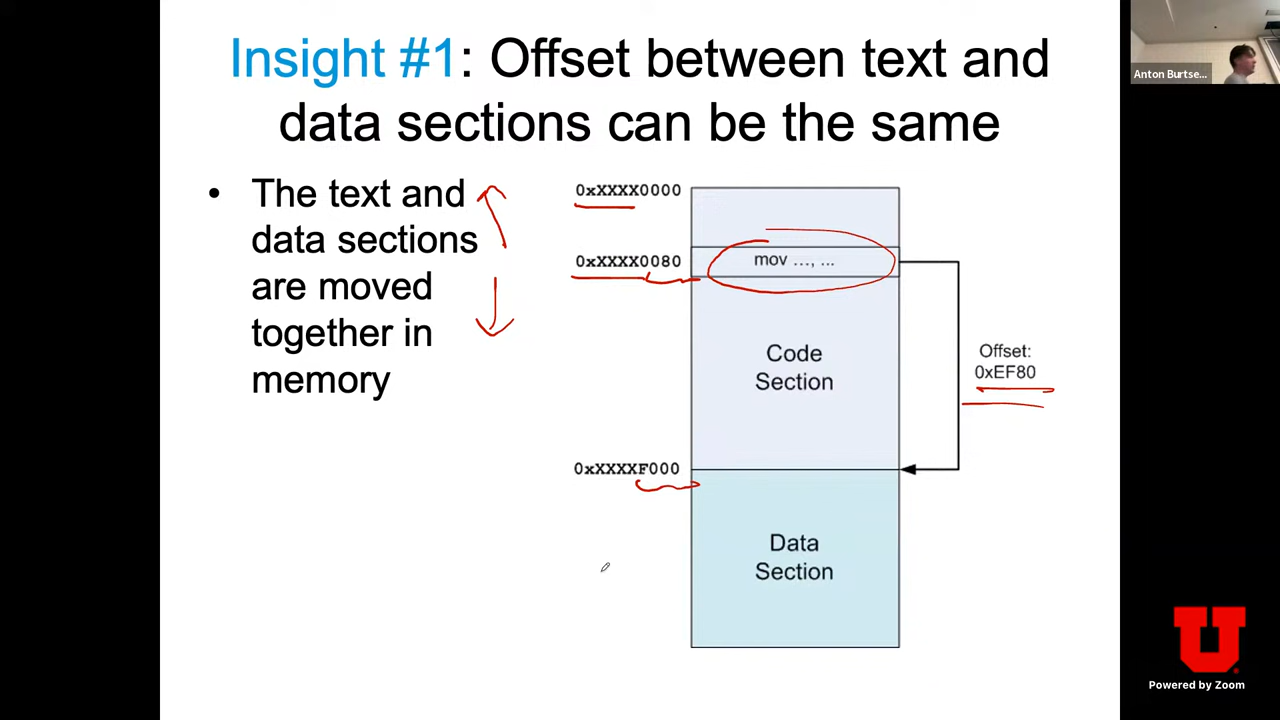 Insight #1: Offset between text and
data sections can be the same
• The text and
data sections
are moved
together in
memory
0xXXXX0000
0xXXXX0080
mov ..., ...
Code
Section
Offset:
0xEF80
0xXXXXF000
Data
Section
Anton Burtse...
U
Powered by Zoom